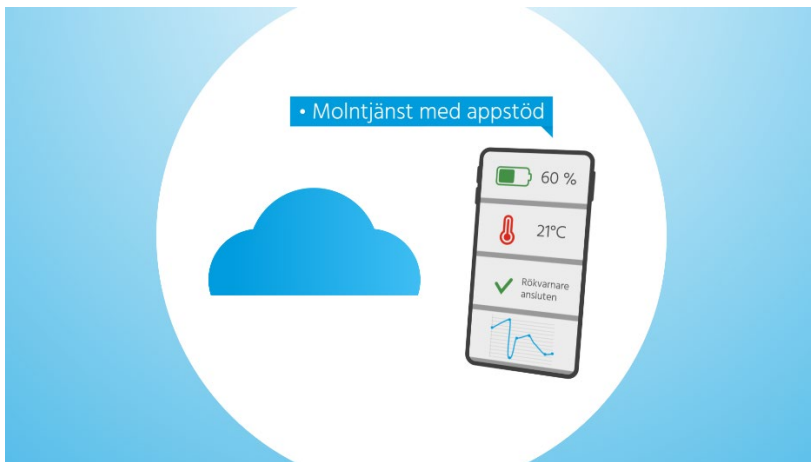 • Molntjänst med appstöd
60 %
21°C
Rökvarnare
ansluten